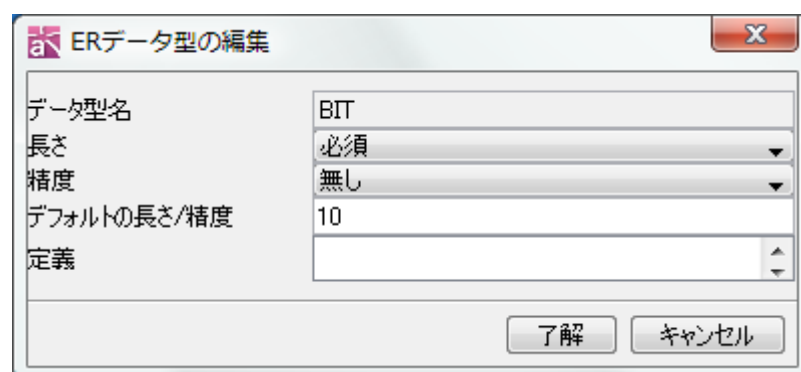 ERデータ型の編集
データ型名 BIT
長さ 必須
精度 無し
デフォルトの長さ/精度 10
定義
了解 キャンセル